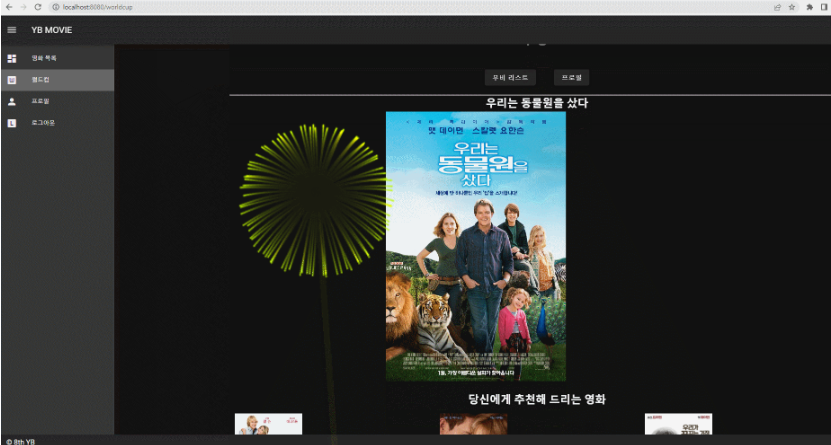 localhost:8080/worldcup
YB MOVIE
영화 목록
월드컵
프로필
로그아웃
무비 리스트
프로필
우리는 동물원을 샀다
맷 데이먼 스칼렛 요한슨
우리는
동물원을
샀다
당신에게 추천해 드리는 영화
© 8th YB